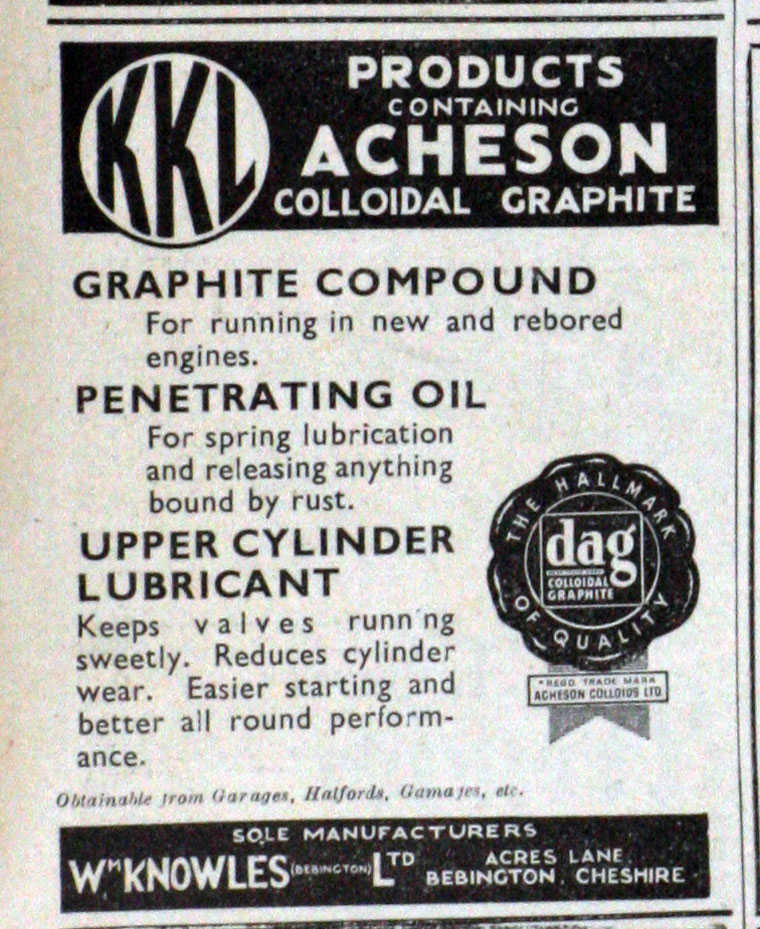 KKL
PRODUCTS
CONTAINING
ACHESON
COLLOIDAL GRAPHITE
GRAPHITE COMPOUND
For running in new and rebored
engines.
PENETRATING OIL
For spring lubrication
and releasing anything
bound by rust.
UPPER CYLINDER
LUBRICANT
Keeps valves runn'ng
sweetly. Reduces cylinder
wear. Easier starting and
better all round perform-
ance.
THE HALLMARK
dag
COLLOIDAL
GRAPHITE
OF QUALITY
"REGD. TRADE MARK
ACHESON COLLOIDS LTD.
Obtainable from Garages, Halfords, Gamages, etc.
SOLE MANUFACTURERS
WM KNOWLES (BEBINGTON) LTD
ACRES LANE,
BEBINGTON, CHESHIRE